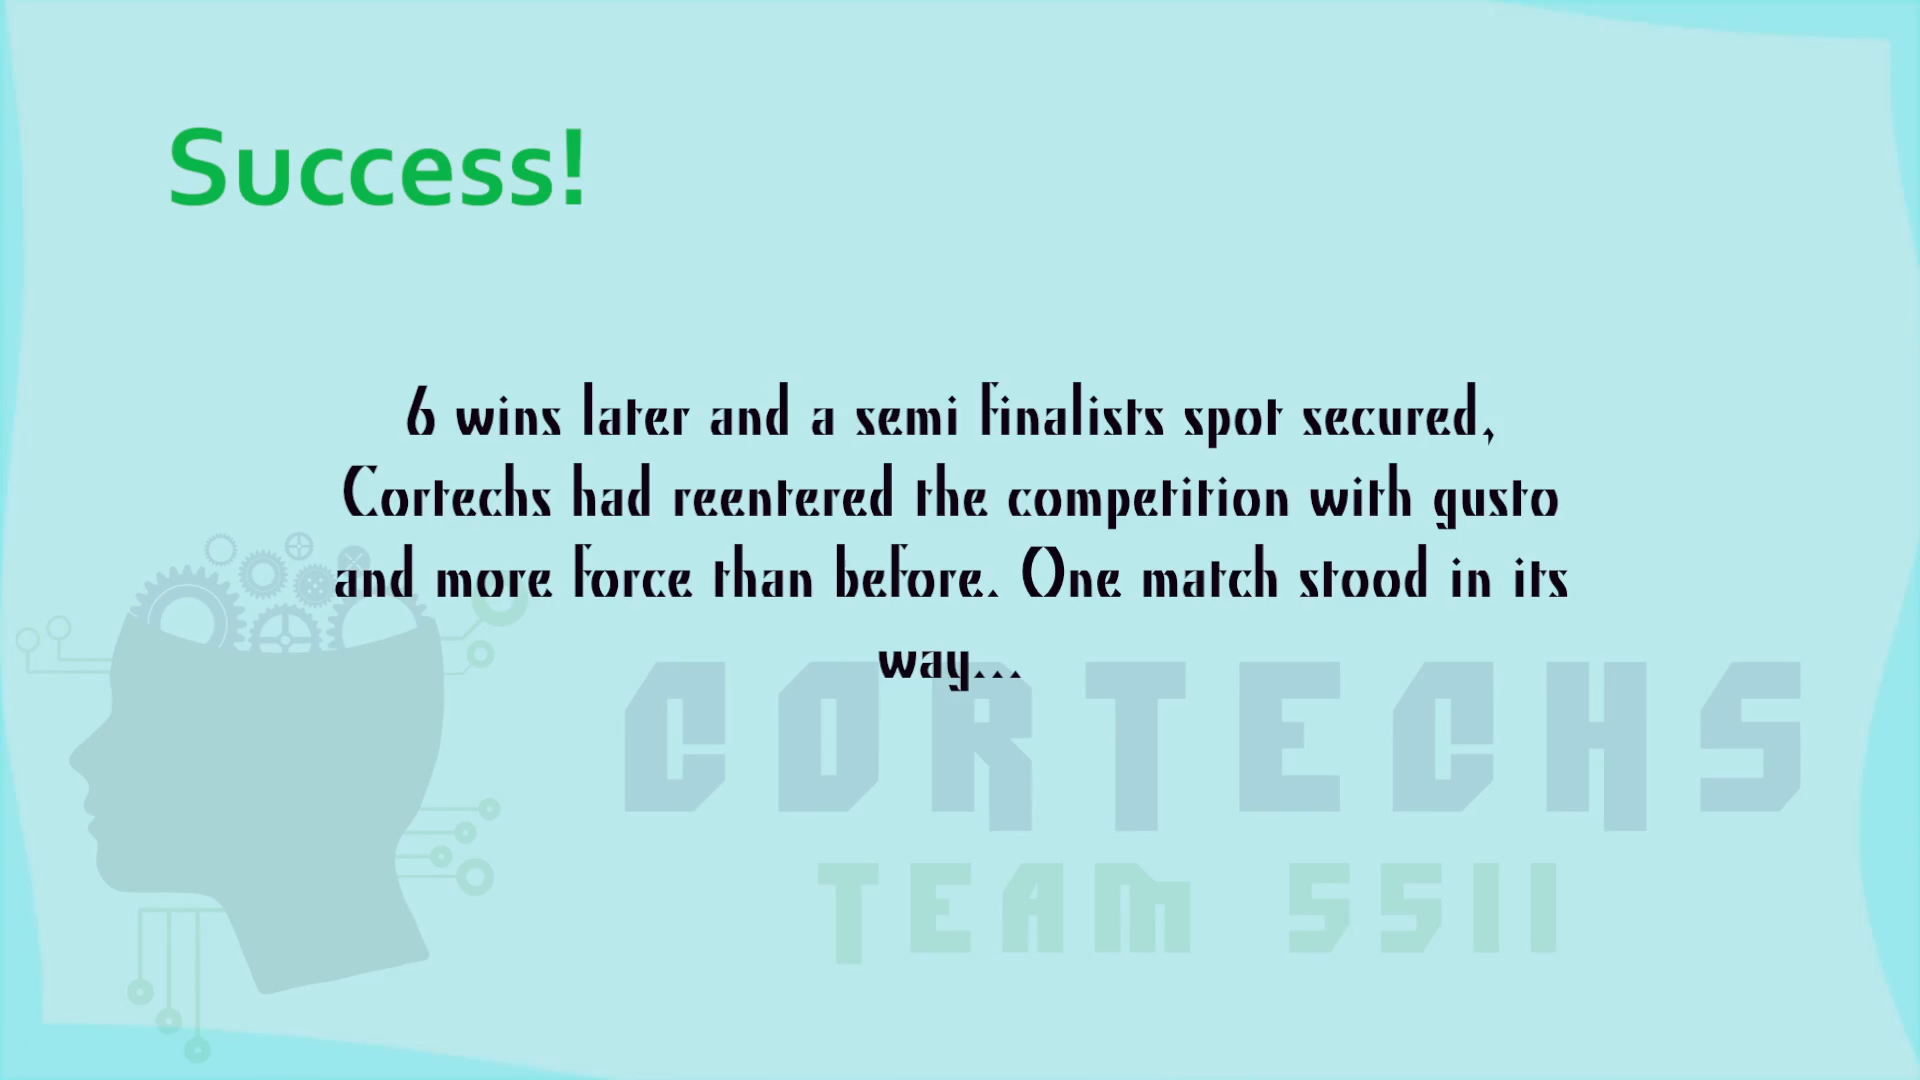 Success!
6 wins later and a semi finalists spot secured,
Cortechs had reentered the competition with gusto
and more force than before. One match stood in its
way...
CORTECHS
TEAM 5511